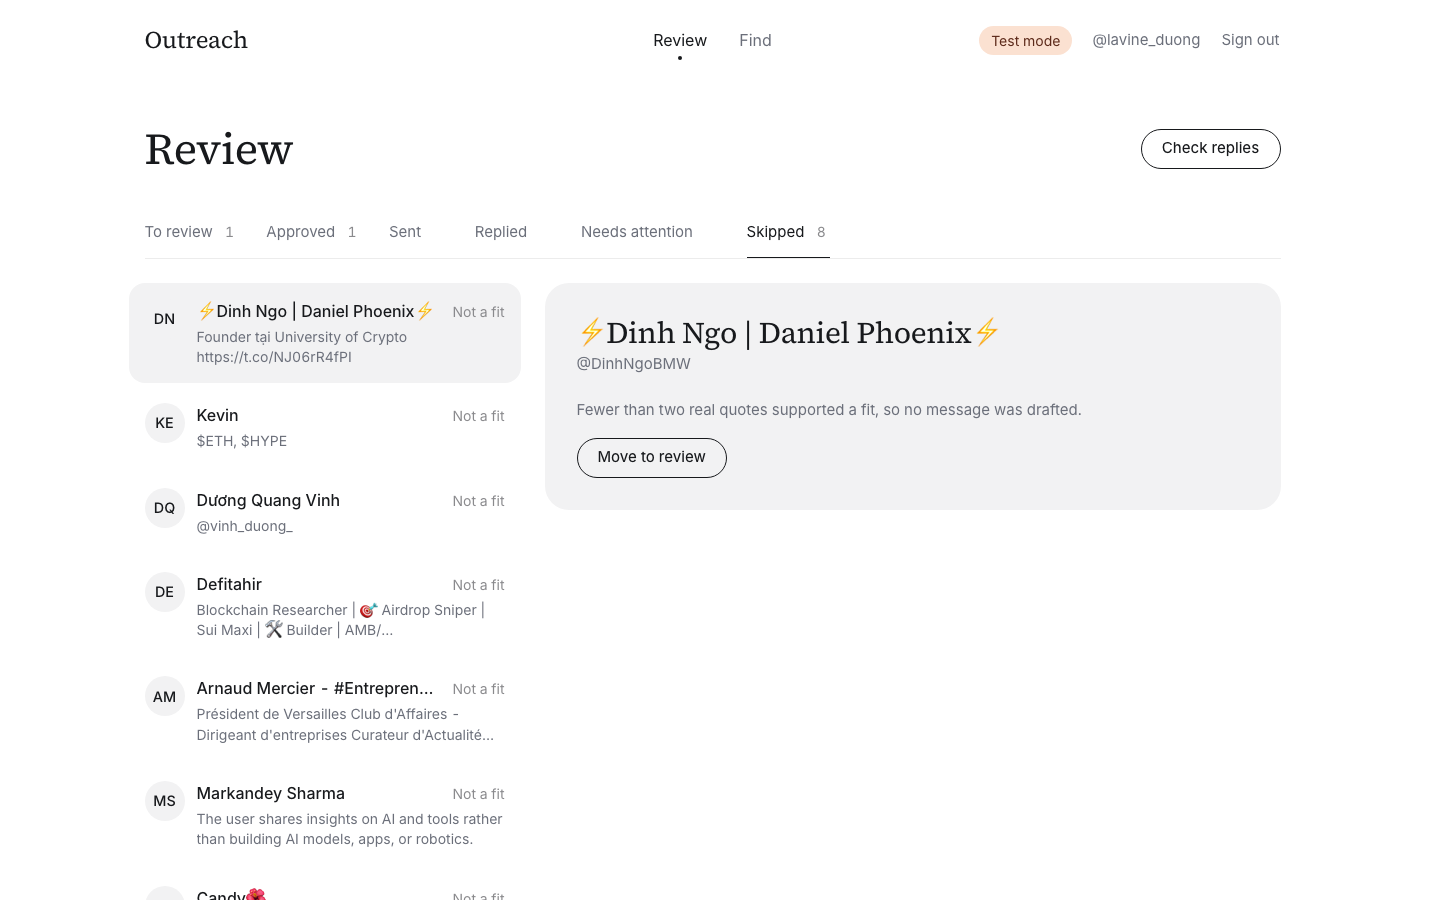 Outreach
Review
Find
Test mode
@lavine_duong
Sign out
Review
Check replies
To review 1
Approved 1
Sent
Replied
Needs attention
Skipped 8
DN
⚡Dinh Ngo | Daniel Phoenix⚡
Not a fit
Founder tại University of Crypto
https://t.co/NJ06rR4fPI
KE
Kevin
Not a fit
$ETH, $HYPE
DQ
Dương Quang Vinh
Not a fit
@vinh_duong_
DE
Defitahir
Not a fit
Blockchain Researcher | 🎯 Airdrop Sniper |
Sui Maxi | 🛠 Builder | AMB/...
AM
Arnaud Mercier - #Entrepren...
Not a fit
Président de Versailles Club d'Affaires -
Dirigeant d'entreprises Curateur d'Actualité...
MS
Markandey Sharma
Not a fit
The user shares insights on AI and tools rather
than building AI models, apps, or robotics.
Candy🌺
Not a fit
⚡Dinh Ngo | Daniel Phoenix⚡
@DinhNgoBMW
Fewer than two real quotes supported a fit, so no message was drafted.
Move to review